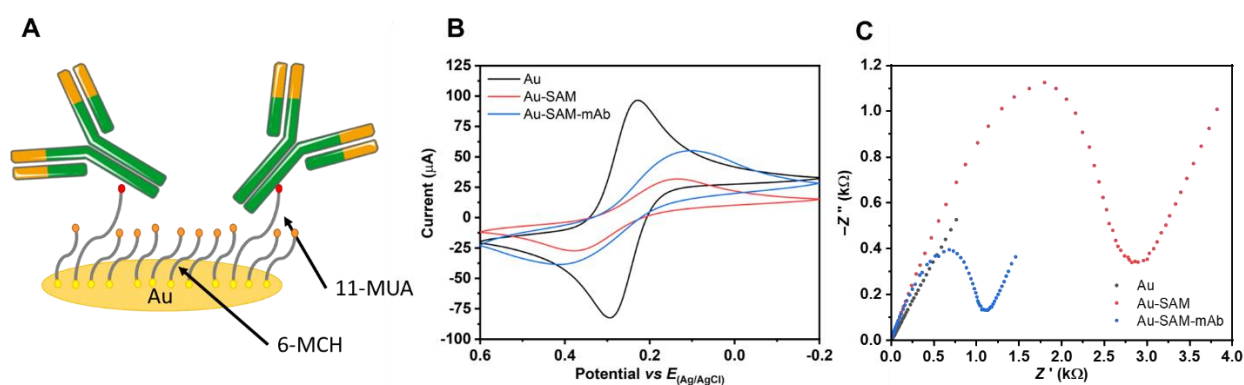 A
Au
11-MUA
6-MCH
B
Current (μA)
125
100
75
50
25
0
-25
-50
-75
-100
Au
Au-SAM
Au-SAM-mAb
0.6 0.4 0.2 0.0 -0.2
Potential vs E(Ag/AgCl)
C
−Z'' (kΩ)
1.2
1.0
0.8
0.6
0.4
0.2
0.0
Au
Au-SAM
Au-SAM-mAb
0.0 0.5 1.0 1.5 2.0 2.5 3.0 3.5 4.0
Z ' (kΩ)